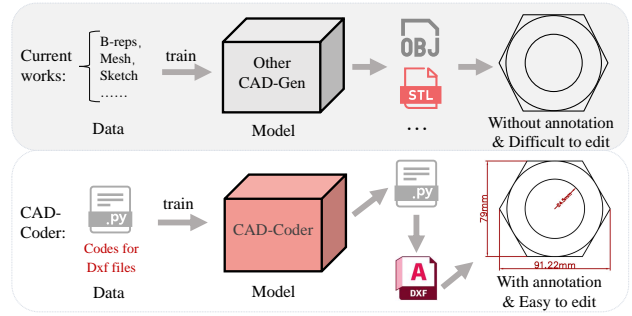 Current
works:
B-reps,
Mesh,
Sketch
......
Data
train
Other
CAD-Gen
Model
OBJ
STL
...
Without annotation
& Difficult to edit
CAD-
Coder:
.py
Codes for
Dxf files
Data
train
CAD-Coder
Model
.py
A
DXF
79mm
91.22mm
With annotation
& Easy to edit